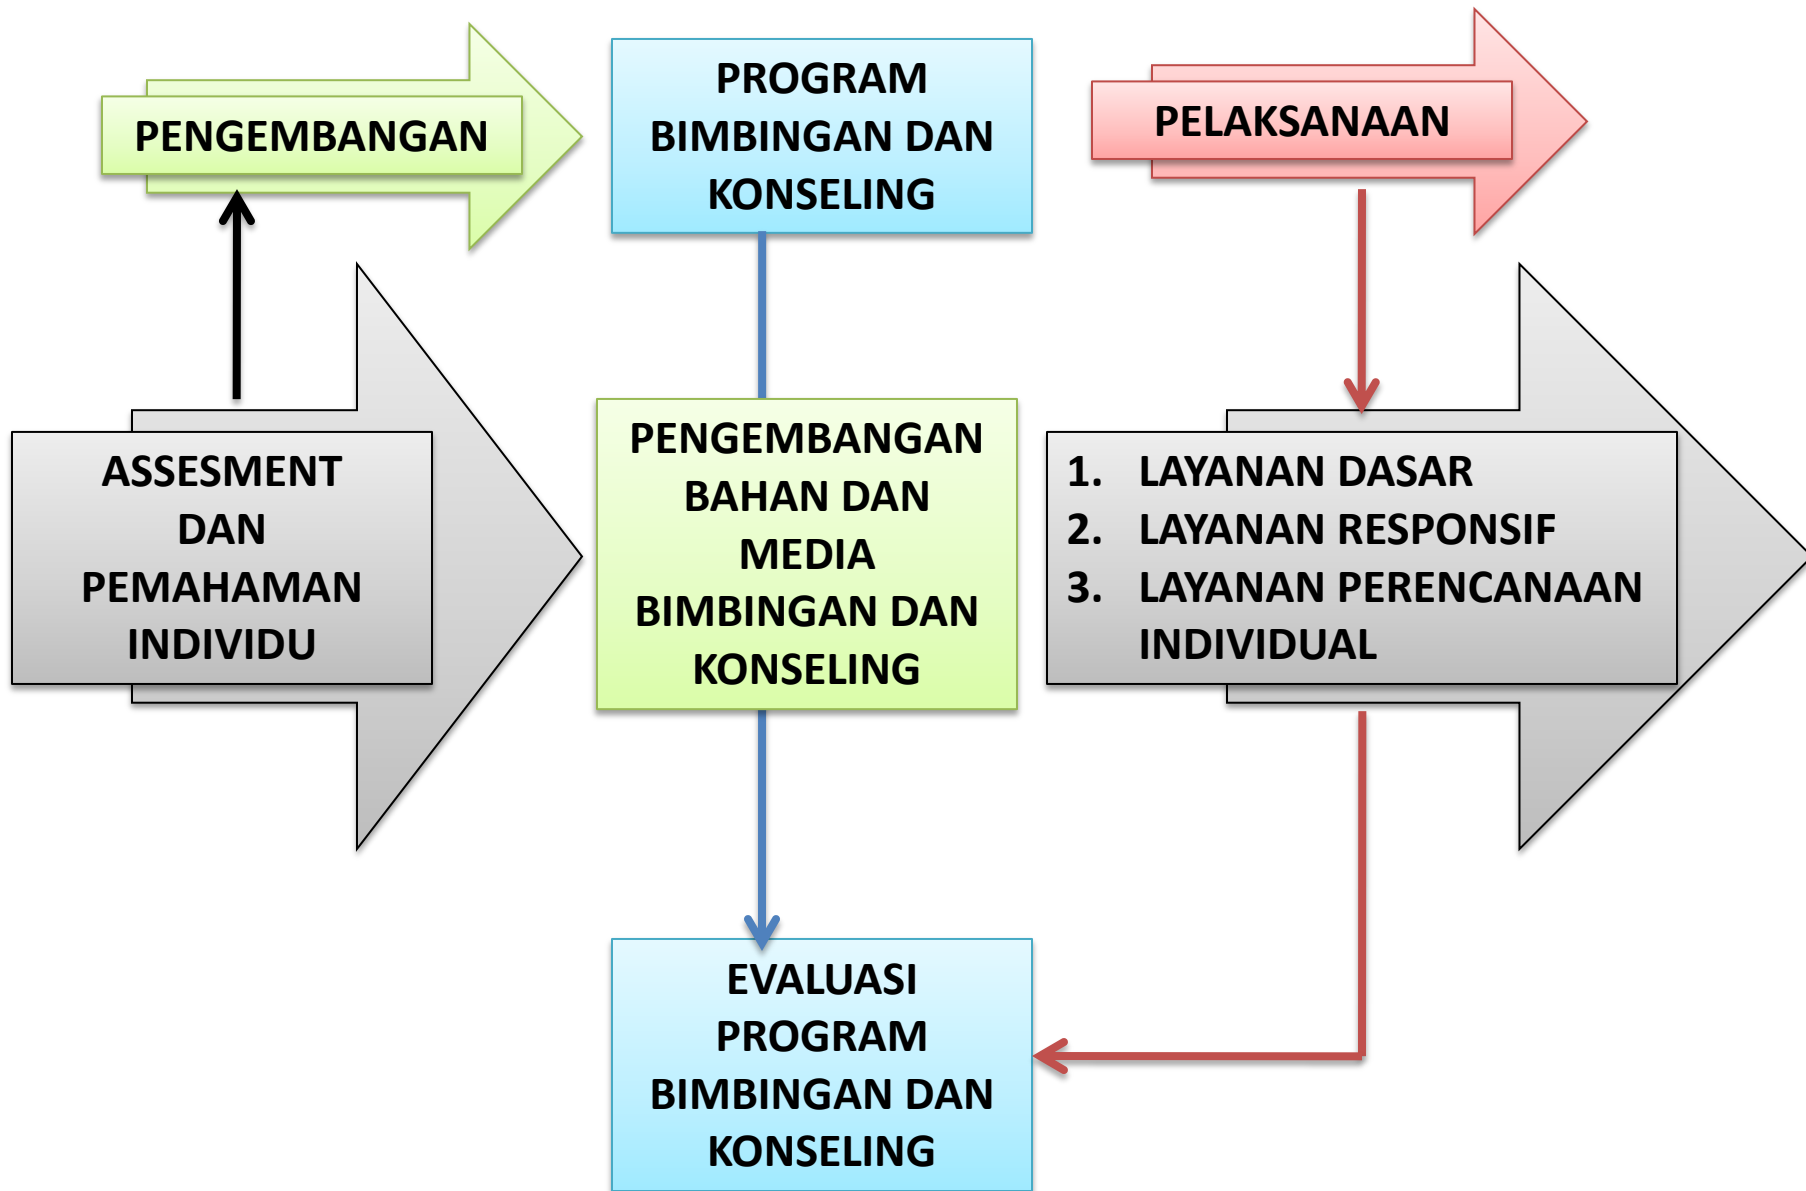 PENGEMBANGAN
PROGRAM
BIMBINGAN DAN
KONSELING
PELAKSANAAN
ASSESMENT
DAN
PEMAHAMAN
INDIVIDU
PENGEMBANGAN
BAHAN DAN
MEDIA
BIMBINGAN DAN
KONSELING
1. LAYANAN DASAR
2. LAYANAN RESPONSIF
3. LAYANAN PERENCANAAN
INDIVIDUAL
EVALUASI
PROGRAM
BIMBINGAN DAN
KONSELING